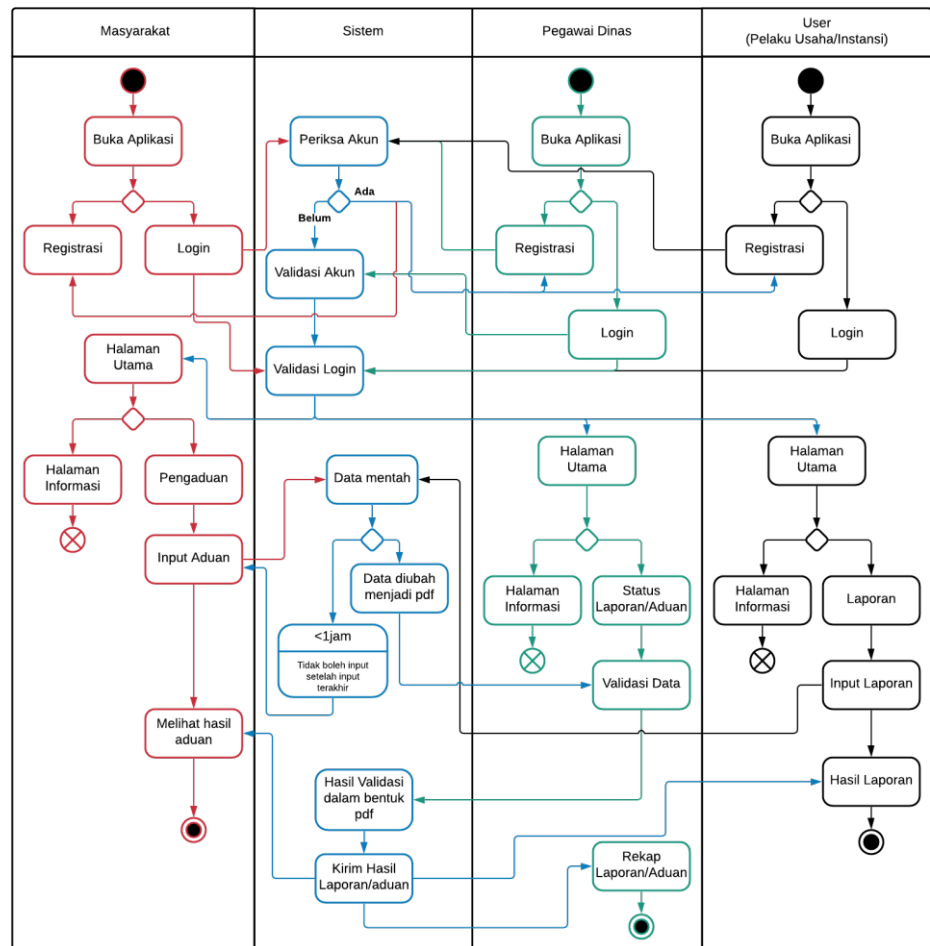 Masyarakat
Sistem
Pegawai Dinas
User
(Pelaku Usaha/Instansi)
Buka Aplikasi
Periksa Akun
Buka Aplikasi
Buka Aplikasi
Ada
Belum
Registrasi
Login
Validasi Akun
Registrasi
Registrasi
Login
Login
Halaman
Utama
Validasi Login
Halaman
Informasi
Pengaduan
Data mentah
Halaman
Utama
Halaman
Utama
Input Aduan
Data diubah
menjadi pdf
Halaman
Informasi
Status
Laporan/Aduan
Halaman
Informasi
Laporan
<1jam
Tidak boleh input
setelah input
terakhir
Validasi Data
Input Laporan
Melihat hasil
aduan
Hasil Validasi
dalam bentuk
pdf
Hasil Laporan
Kirim Hasil
Laporan/aduan
Rekap
Laporan/Aduan